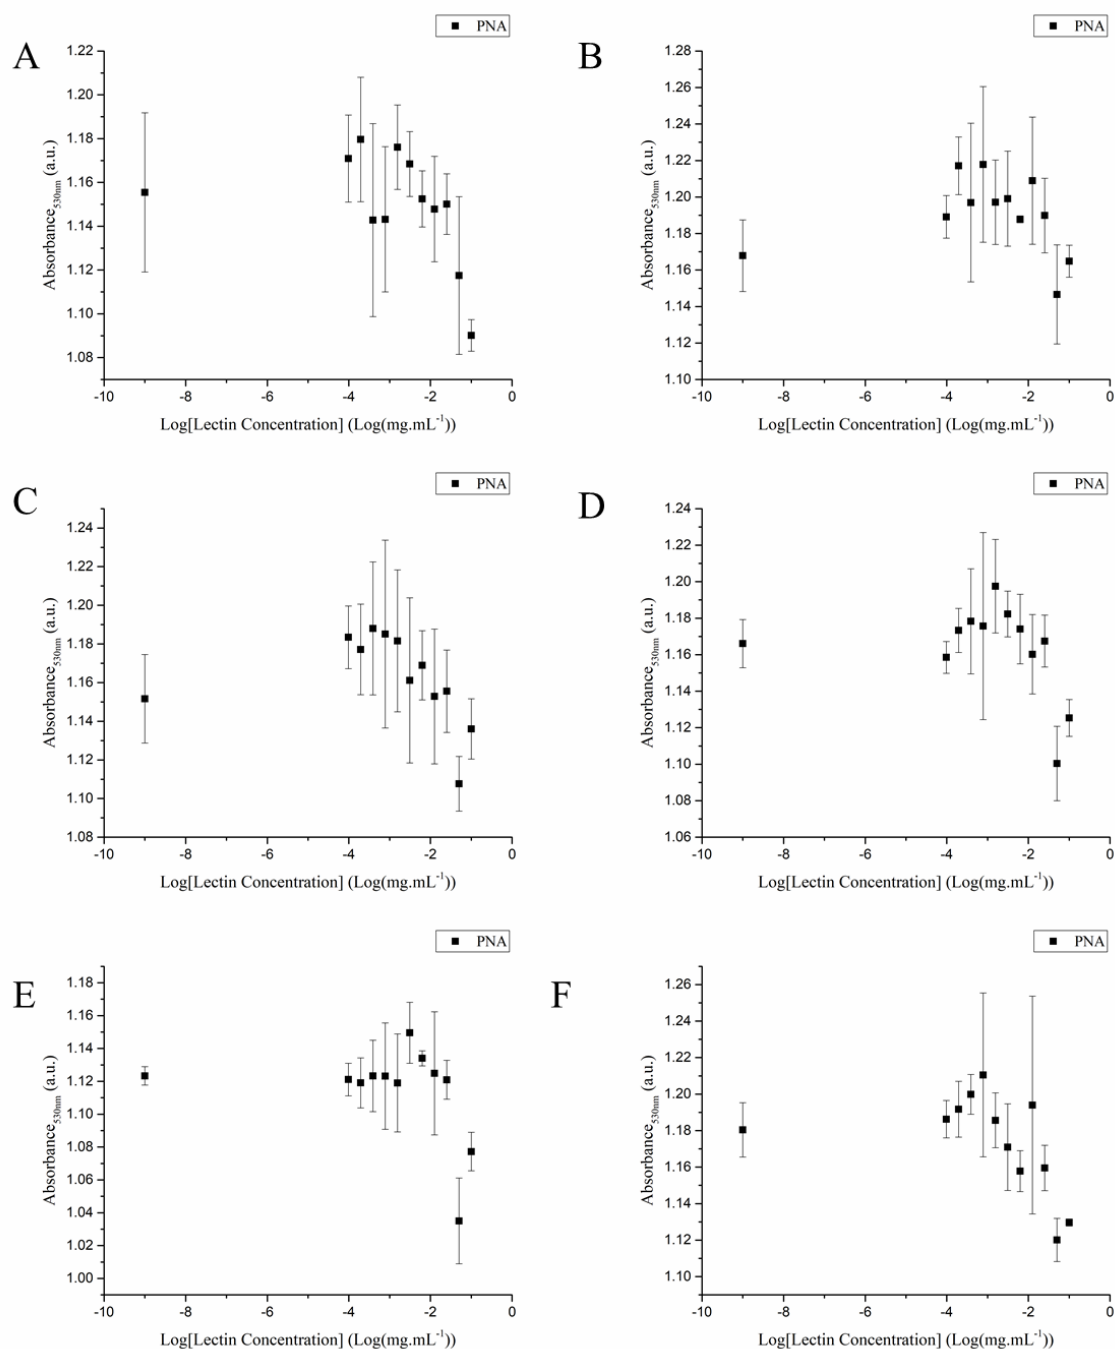 A
PNA
1.22
1.20
1.18
1.16
1.14
1.12
1.10
1.08
Absorbance530nm (a.u.)
-10 -8 -6 -4 -2 0
Log[Lectin Concentration] (Log(mg.mL-1))
B
PNA
1.28
1.26
1.24
1.22
1.20
1.18
1.16
1.14
1.12
1.10
Absorbance530nm (a.u.)
-10 -8 -6 -4 -2 0
Log[Lectin Concentration] (Log(mg.mL-1))
C
PNA
1.24
1.22
1.20
1.18
1.16
1.14
1.12
1.10
1.08
Absorbance530nm (a.u.)
-10 -8 -6 -4 -2 0
Log[Lectin Concentration] (Log(mg.mL-1))
D
PNA
1.24
1.22
1.20
1.18
1.16
1.14
1.12
1.10
1.08
1.06
Absorbance530nm (a.u.)
-10 -8 -6 -4 -2 0
Log[Lectin Concentration] (Log(mg.mL-1))
E
PNA
1.18
1.16
1.14
1.12
1.10
1.08
1.06
1.04
1.02
1.00
Absorbance530nm (a.u.)
-10 -8 -6 -4 -2 0
Log[Lectin Concentration] (Log(mg.mL-1))
F
PNA
1.26
1.24
1.22
1.20
1.18
1.16
1.14
1.12
1.10
Absorbance530nm (a.u.)
-10 -8 -6 -4 -2 0
Log[Lectin Concentration] (Log(mg.mL-1))